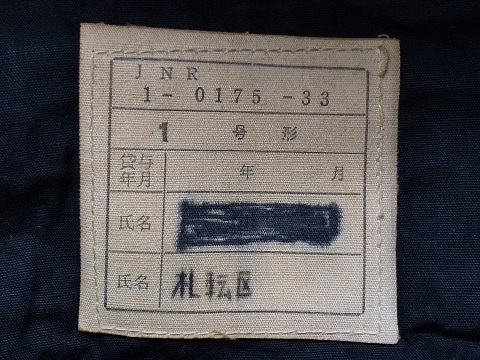 JNR
1-0175-33
1 号形
貸与年月 年 月
氏名
氏名 札転区